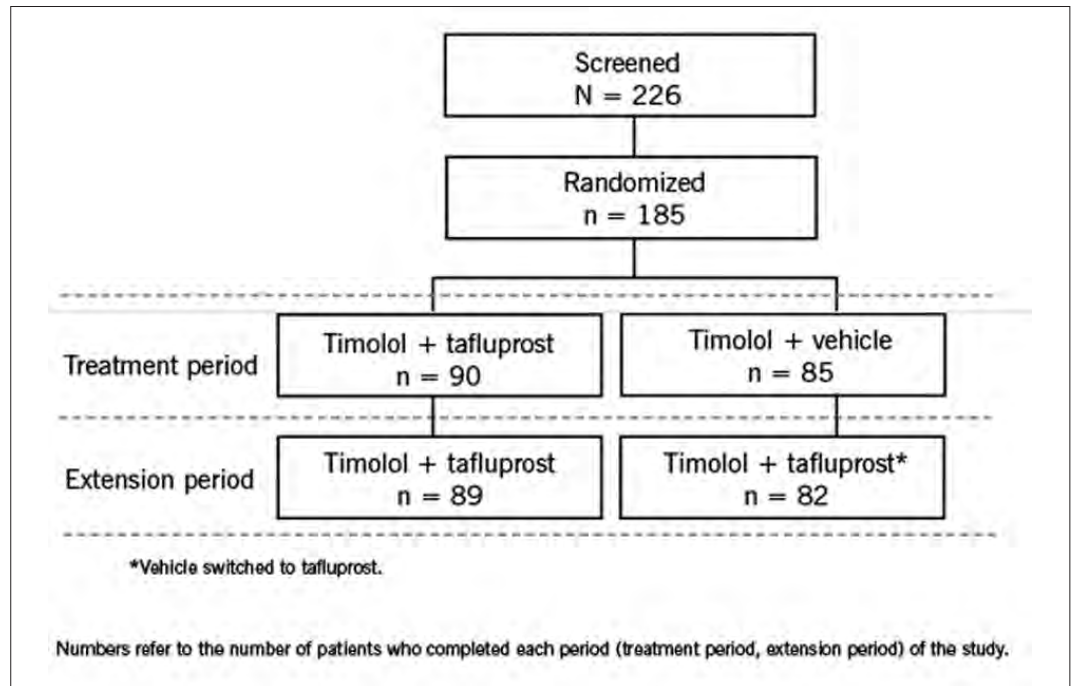 Screened
N = 226
Randomized
n = 185
Treatment period
Timolol + tafluprost
n = 90
Timolol + vehicle
n = 85
Extension period
Timolol + tafluprost
n = 89
Timolol + tafluprost*
n = 82
*Vehicle switched to tafluprost.
Numbers refer to the number of patients who completed each period (treatment period, extension period) of the study.